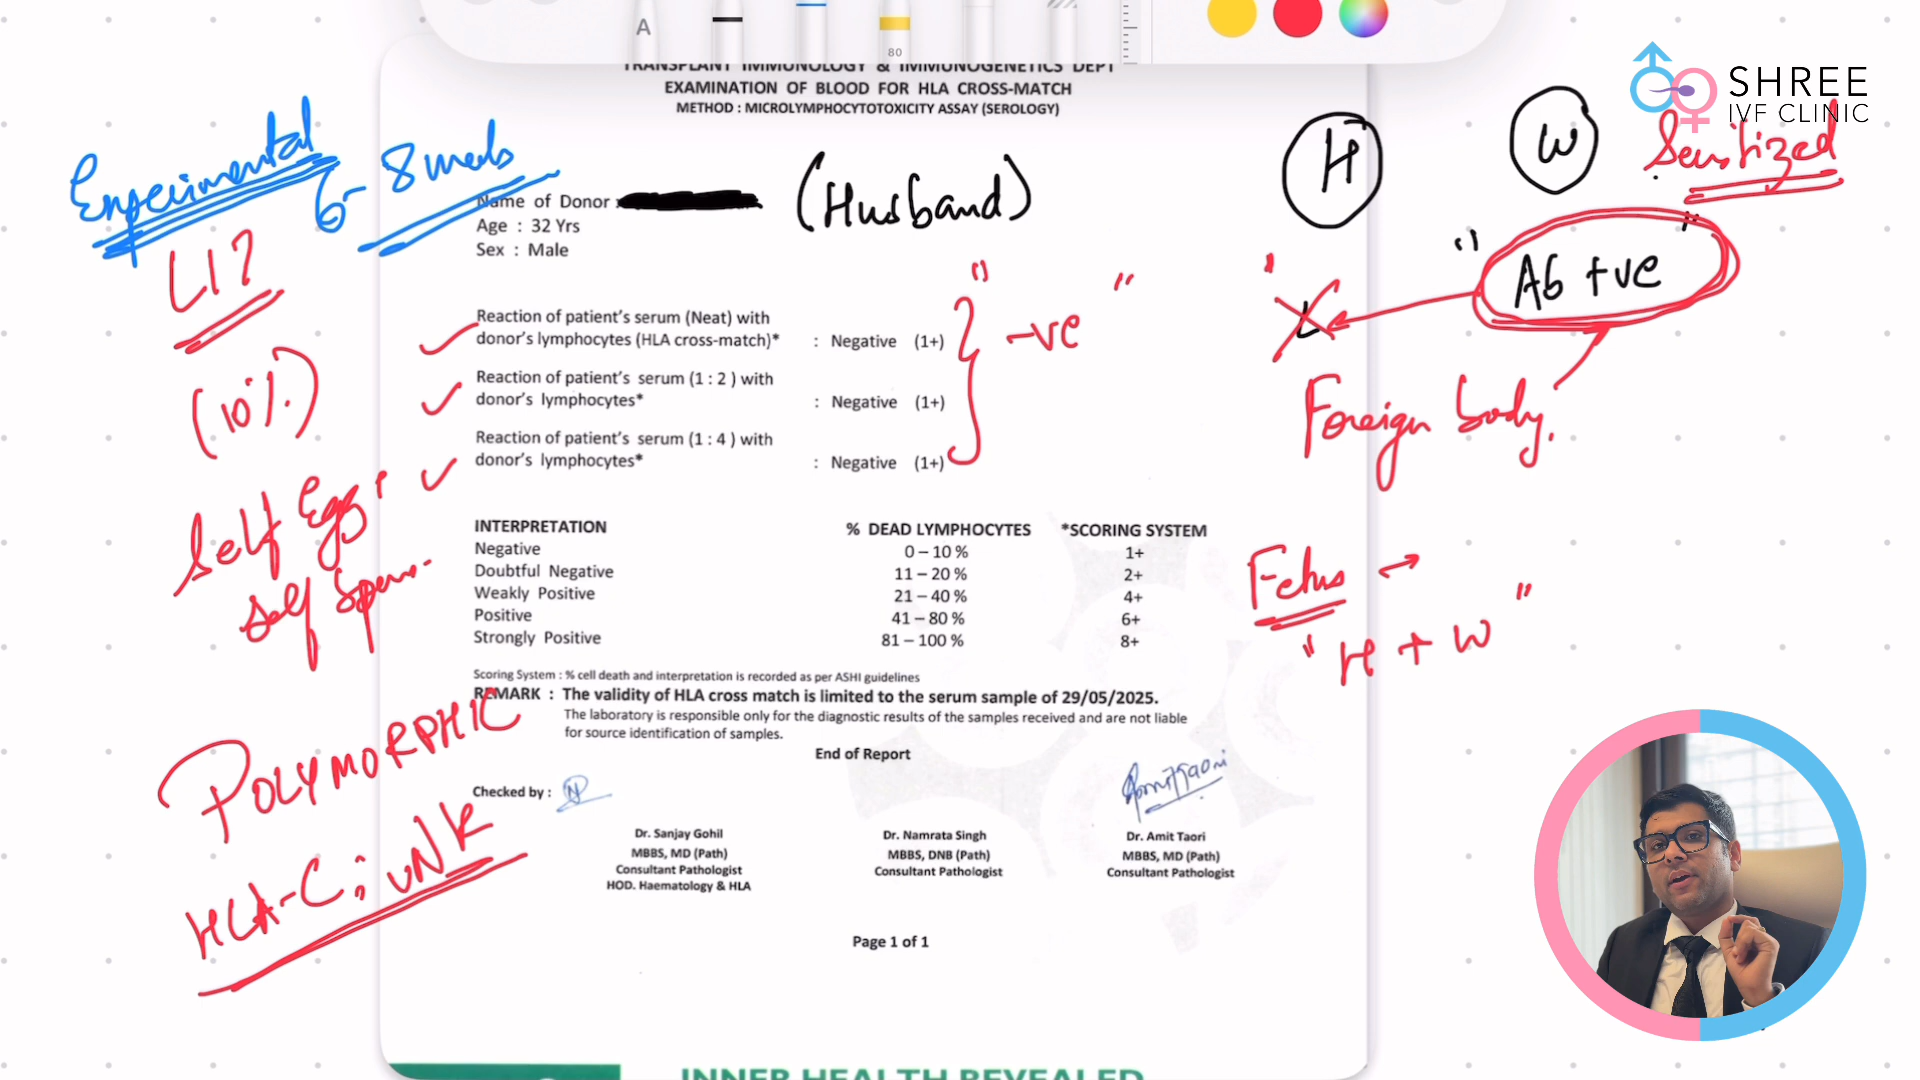 A
80
SHREE
IVF CLINIC
TRANSPLANT IMMUNOLOGY & IMMUNOGENETICS DEPT
EXAMINATION OF BLOOD FOR HLA CROSS-MATCH
METHOD : MICROLYMPHOCYTOTOXICITY ASSAY (SEROLOGY)
Experimental
6-8 meds
LIT
(10%)
Self Eggs
Self Sperm
POLYMORPHIC
HLA-C; uNK
Name of Donor :
(Husband)
Age : 32 Yrs
Sex : Male
Reaction of patient's serum (Neat) with
donor's lymphocytes (HLA cross-match)* : Negative (1+)
Reaction of patient's serum (1 : 2 ) with
donor's lymphocytes* : Negative (1+)
Reaction of patient's serum (1 : 4 ) with
donor's lymphocytes* : Negative (1+)
" -ve "
INTERPRETATION % DEAD LYMPHOCYTES *SCORING SYSTEM
Negative 0 – 10 % 1+
Doubtful Negative 11 – 20 % 2+
Weakly Positive 21 – 40 % 4+
Positive 41 – 80 % 6+
Strongly Positive 81 – 100 % 8+
Scoring System : % cell death and interpretation is recorded as per ASHI guidelines
REMARK : The validity of HLA cross match is limited to the serum sample of 29/05/2025.
The laboratory is responsible only for the diagnostic results of the samples received and are not liable
for source identification of samples.
End of Report
Checked by :
Dr. Sanjay Gohil
MBBS, MD (Path)
Consultant Pathologist
HOD. Haematology & HLA
Dr. Namrata Singh
MBBS, DNB (Path)
Consultant Pathologist
Dr. Amit Taori
MBBS, MD (Path)
Consultant Pathologist
Page 1 of 1
INNER HEALTH REVEALED
H
W
Sensitized
" Ab +ve "
L
Foreign body.
Fetus →
" H + W "